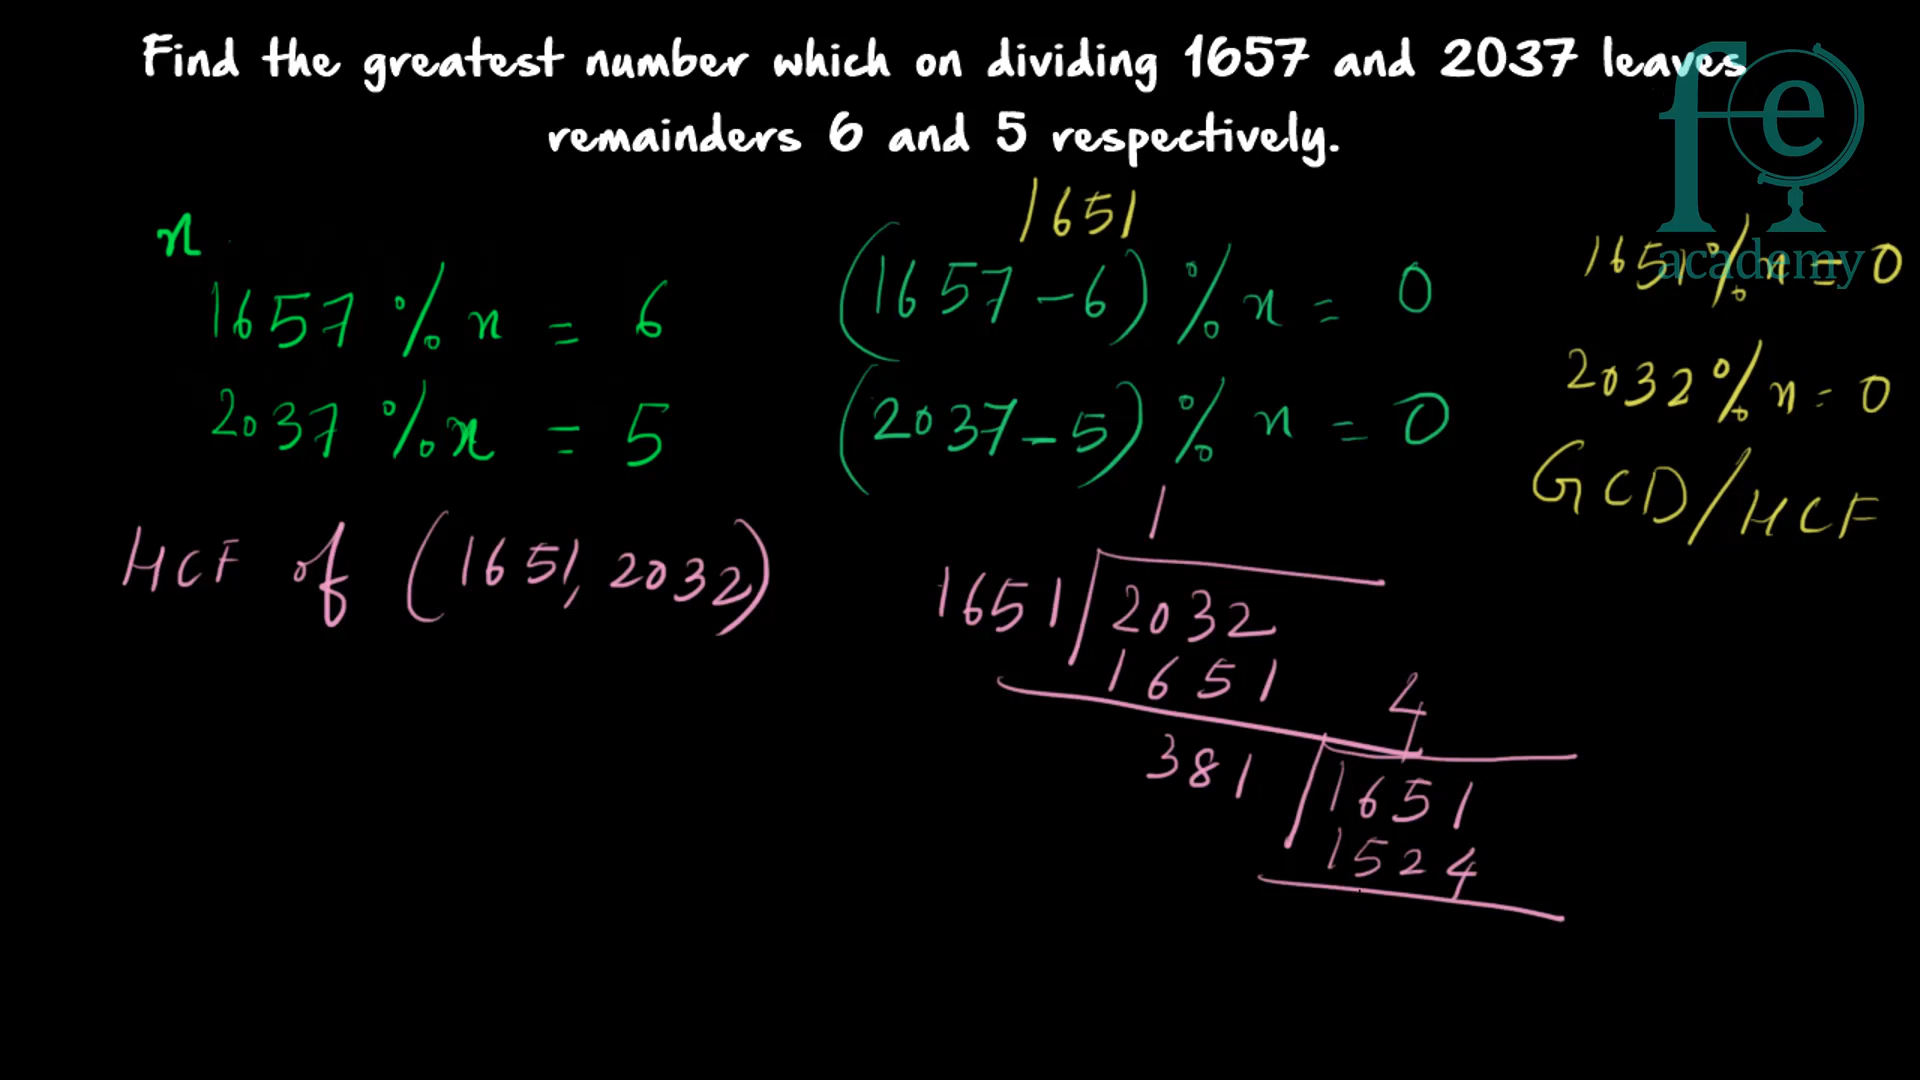 Find the greatest number which on dividing 1657 and 2037 leaves
remainders 6 and 5 respectively.
fe
academy
n
1657 % n = 6
2037 % n = 5
1651
(1657 - 6) % n = 0
(2037 - 5) % n = 0
1651 % n = 0
2032 % n = 0
GCD/HCF
HCF of (1651, 2032)
1
1651 2032
1651
4
381 1651
1524